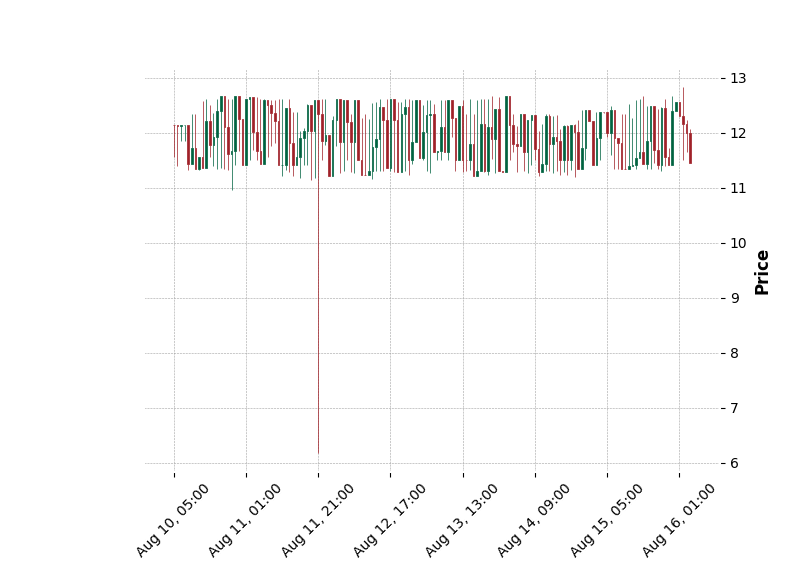 13
12
11
10
9
8
7
6
Price
Aug 10, 05:00
Aug 11, 01:00
Aug 11, 21:00
Aug 12, 17:00
Aug 13, 13:00
Aug 14, 09:00
Aug 15, 05:00
Aug 16, 01:00